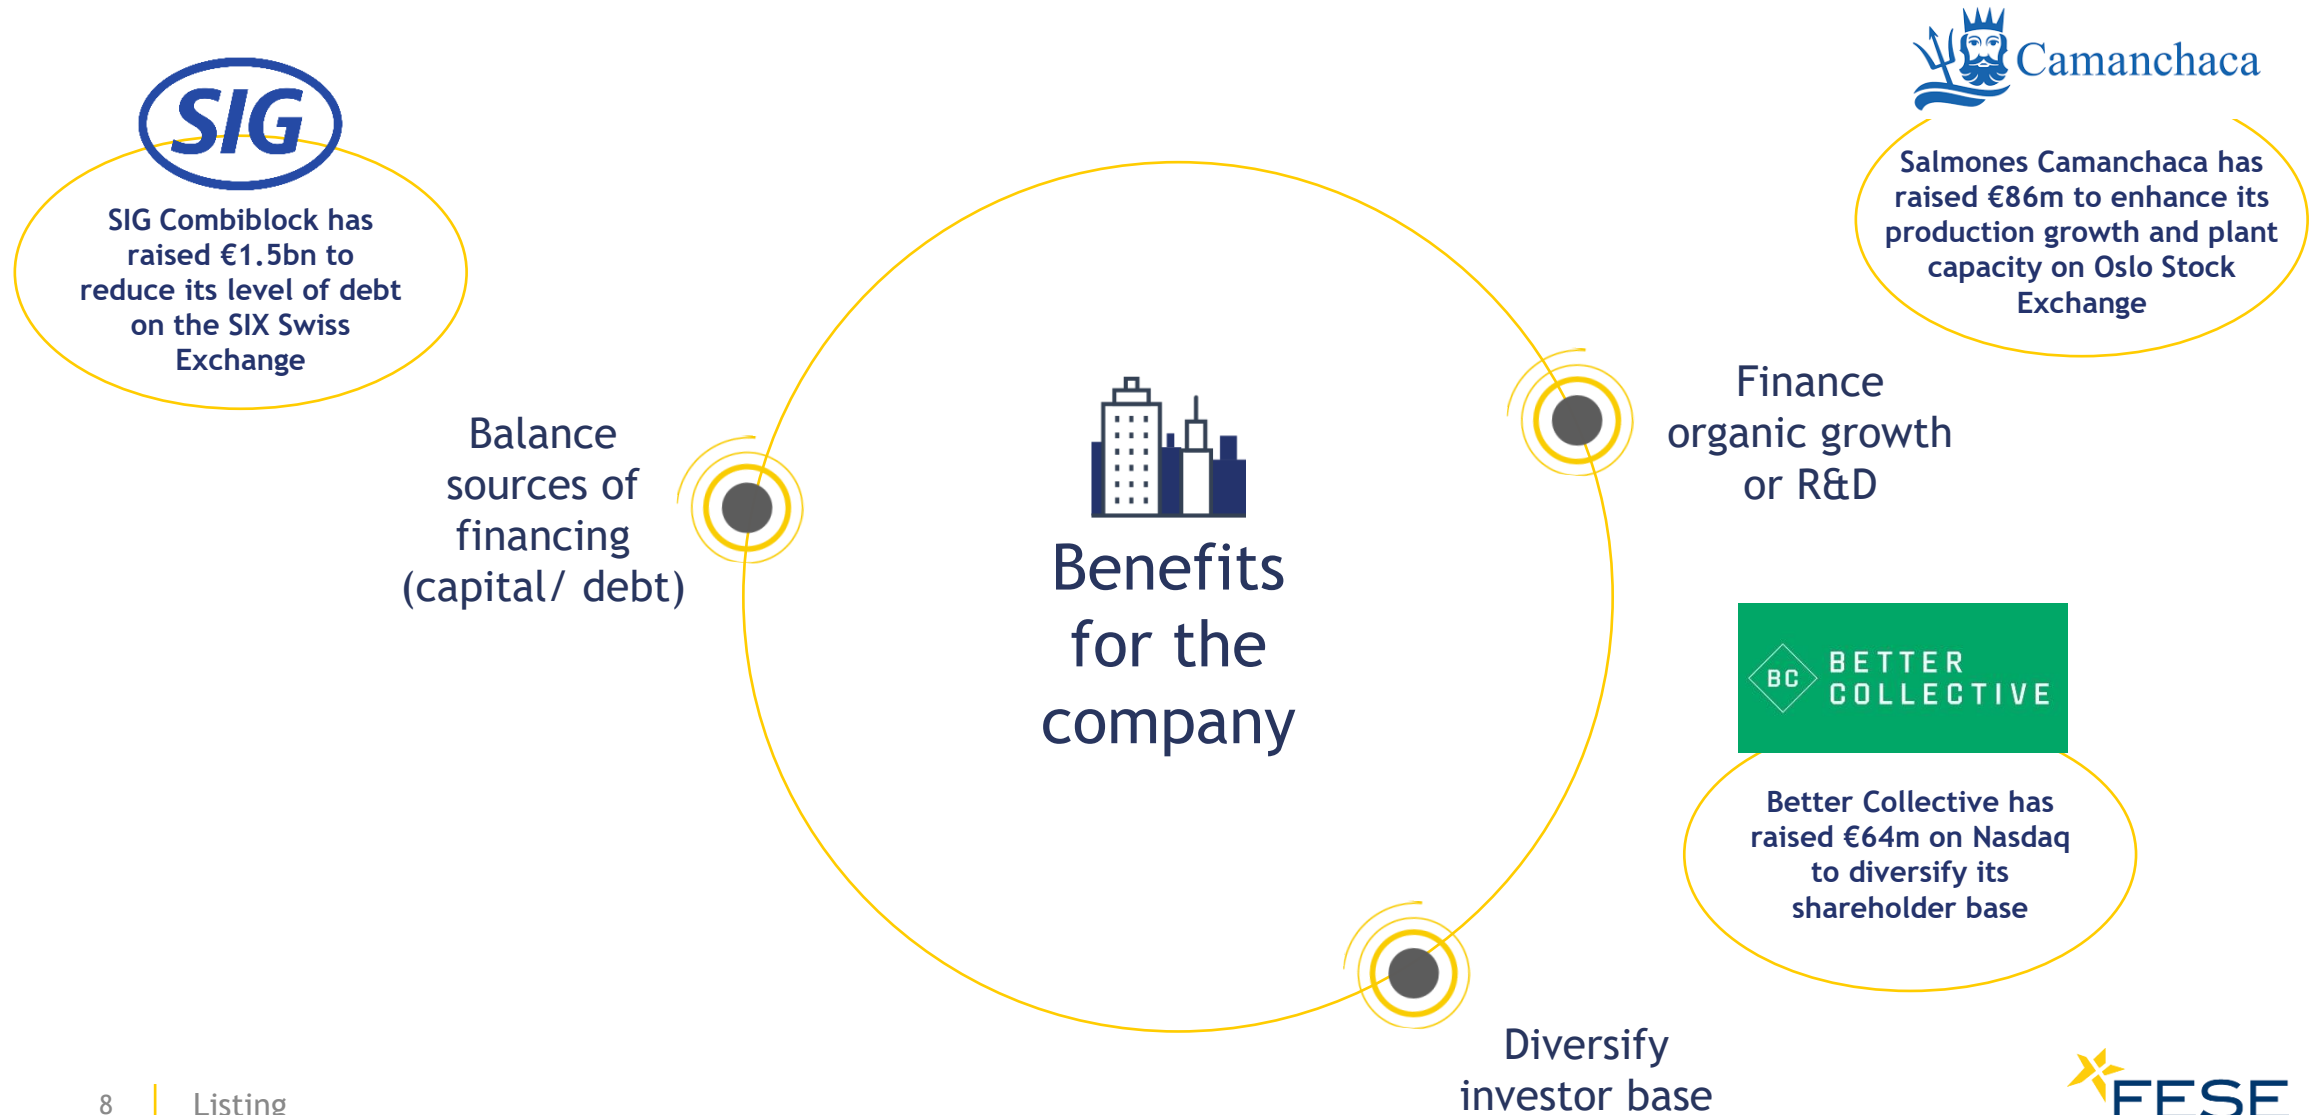 SIG
SIG Combiblock has
raised €1.5bn to
reduce its level of debt
on the SIX Swiss
Exchange
Camanchaca
Salmones Camanchaca has
raised €86m to enhance its
production growth and plant
capacity on Oslo Stock
Exchange
Balance
sources of
financing
(capital/ debt)
Benefits
for the
company
Finance
organic growth
or R&D
BC
BETTER
COLLECTIVE
Better Collective has
raised €64m on Nasdaq
to diversify its
shareholder base
Diversify
investor base
8
Listing
FESE